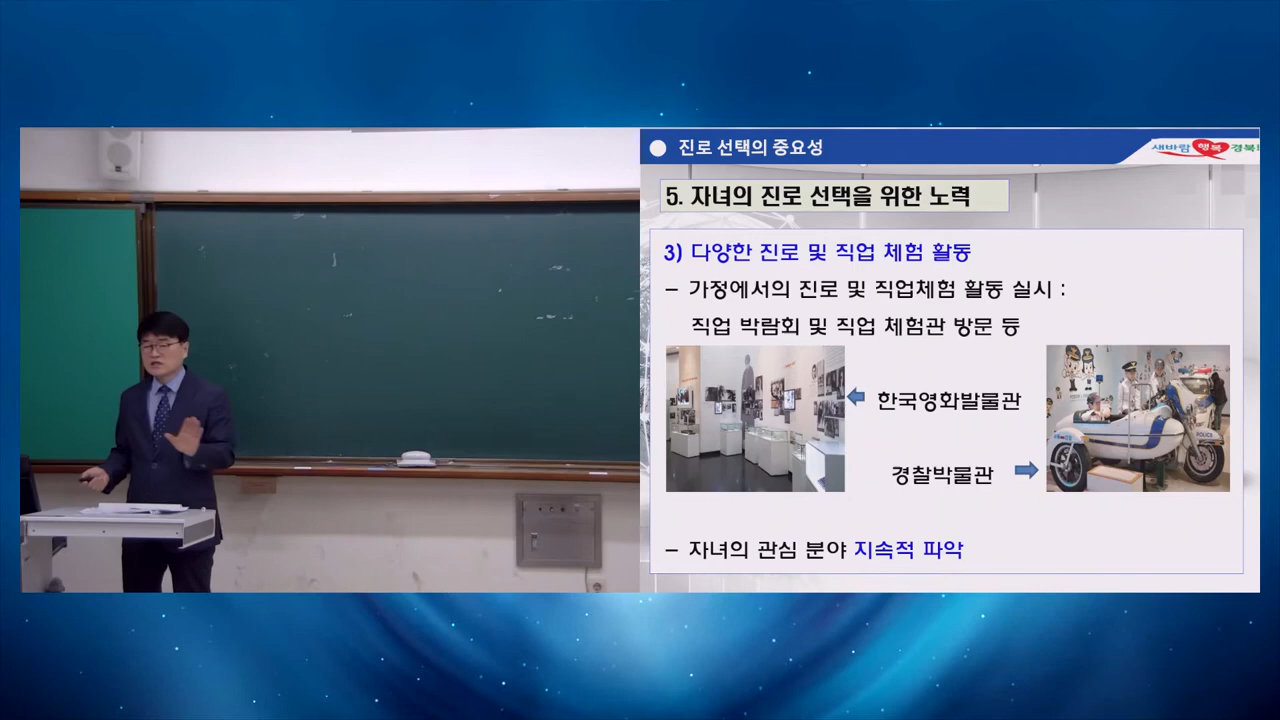 진로 선택의 중요성
새바람 행복 경북!
5. 자녀의 진로 선택을 위한 노력
3) 다양한 진로 및 직업 체험 활동
– 가정에서의 진로 및 직업체험 활동 실시 :
직업 박람회 및 직업 체험관 방문 등
한국영화발물관
경찰박물관
POLICE
– 자녀의 관심 분야 지속적 파악